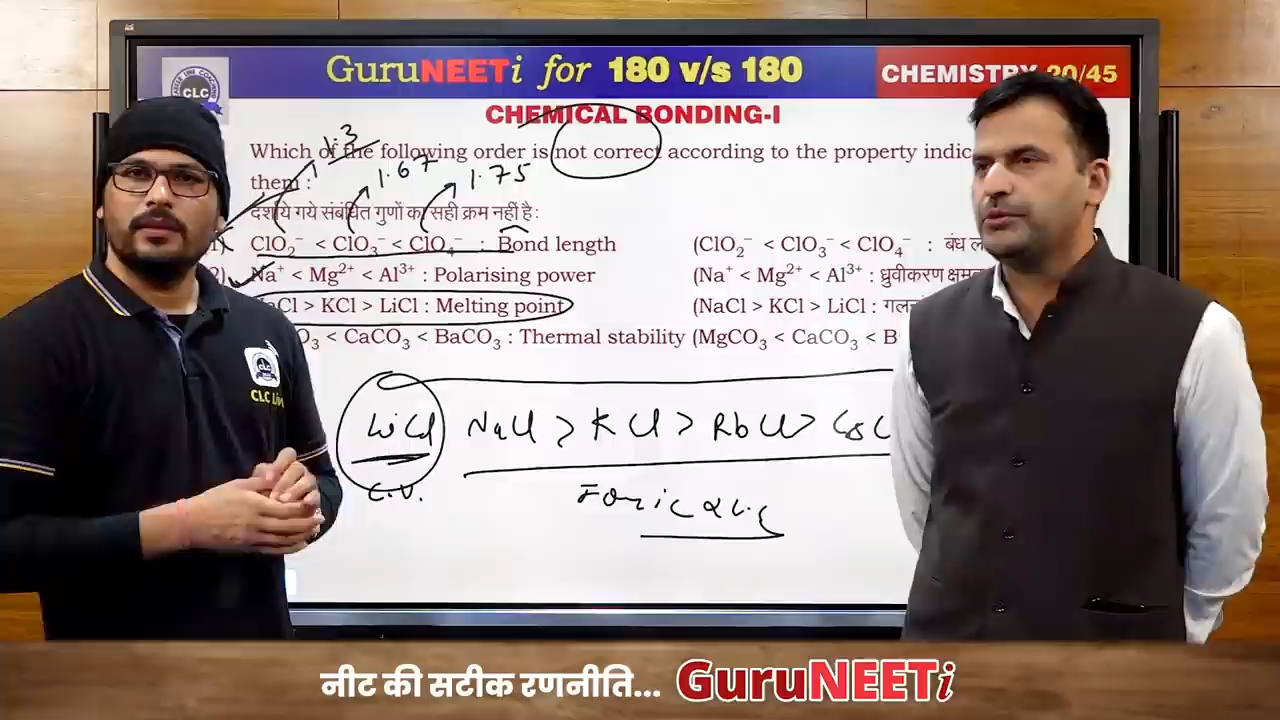 GuruNEETi for 180 v/s 180
CHEMISTRY 20/45
CLC
CHEMICAL BONDING-I
Which of the following order is not correct according to the property
them :
दर्शाये गये संबंधित गुणों का सही क्रम नहीं है:
1.3
1.67
1.75
ClO₂⁻ < ClO₃⁻ < ClO₄⁻ : Bond length (ClO₂⁻ < ClO₃⁻ < ClO₄⁻ : बंध
2) Na⁺ < Mg²⁺ < Al³⁺ : Polarising power (Na⁺ < Mg²⁺ < Al³⁺ : ध्रुवीकरण
NaCl > KCl > LiCl : Melting point (NaCl > KCl > LiCl :
< CaCO₃ < BaCO₃ : Thermal stability (MgCO₃ < CaCO₃ <
LiCl NaCl > KCl > RbCl >
Ionic
CLC
CLC
नीट की सटीक रणनीति... GuruNEETi